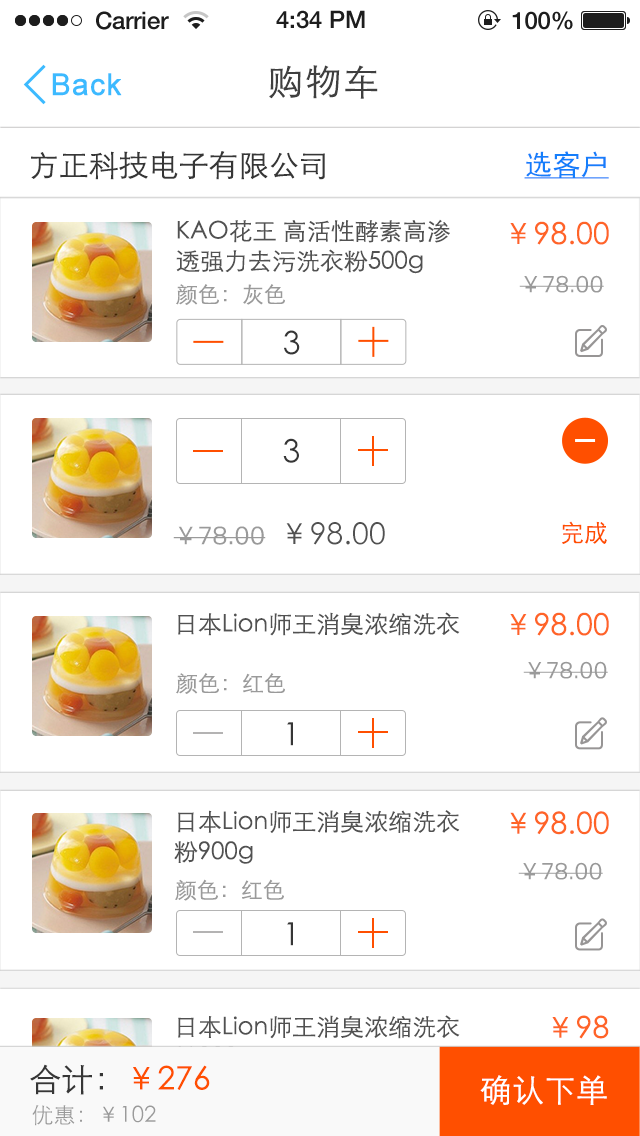 Carrier 4:34 PM 100%
Back 购物车
方正科技电子有限公司 选客户
KAO花王 高活性酵素高渗 ¥98.00
透强力去污洗衣粉500g ¥78.00
颜色：灰色
3
3
¥78.00 ¥98.00 完成
日本Lion师王消臭浓缩洗衣 ¥98.00
¥78.00
颜色：红色
1
日本Lion师王消臭浓缩洗衣 ¥98.00
粉900g ¥78.00
颜色：红色
1
日本Lion师王消臭浓缩洗衣 ¥98
合计：¥276 确认下单
优惠：¥102